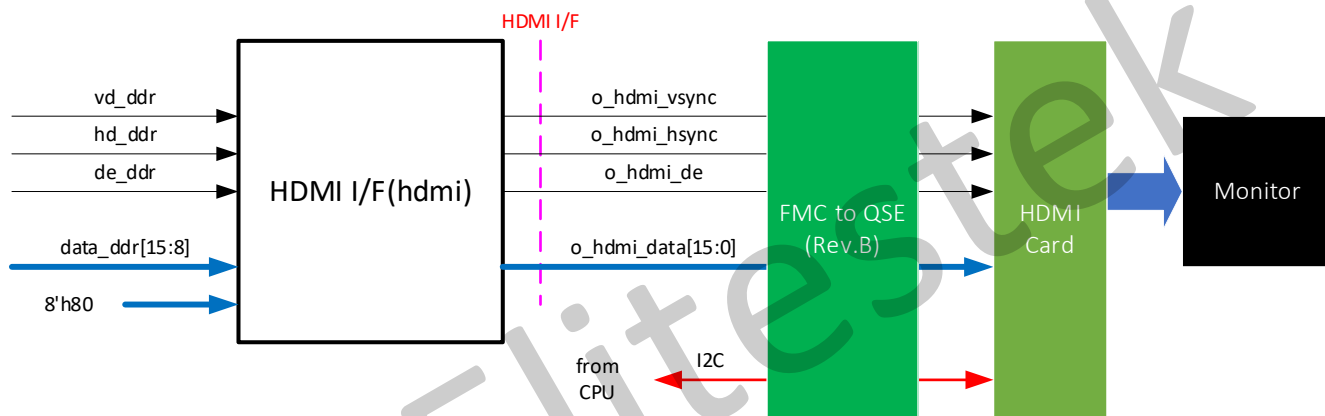 HDMI I/F
vd_ddr
hd_ddr
de_ddr
data_ddr[15:8]
8'h80
HDMI I/F(hdmi)
o_hdmi_vsync
o_hdmi_hsync
o_hdmi_de
o_hdmi_data[15:0]
from
CPU
I2C
FMC to QSE
(Rev.B)
HDMI
Card
Monitor
Elitestek